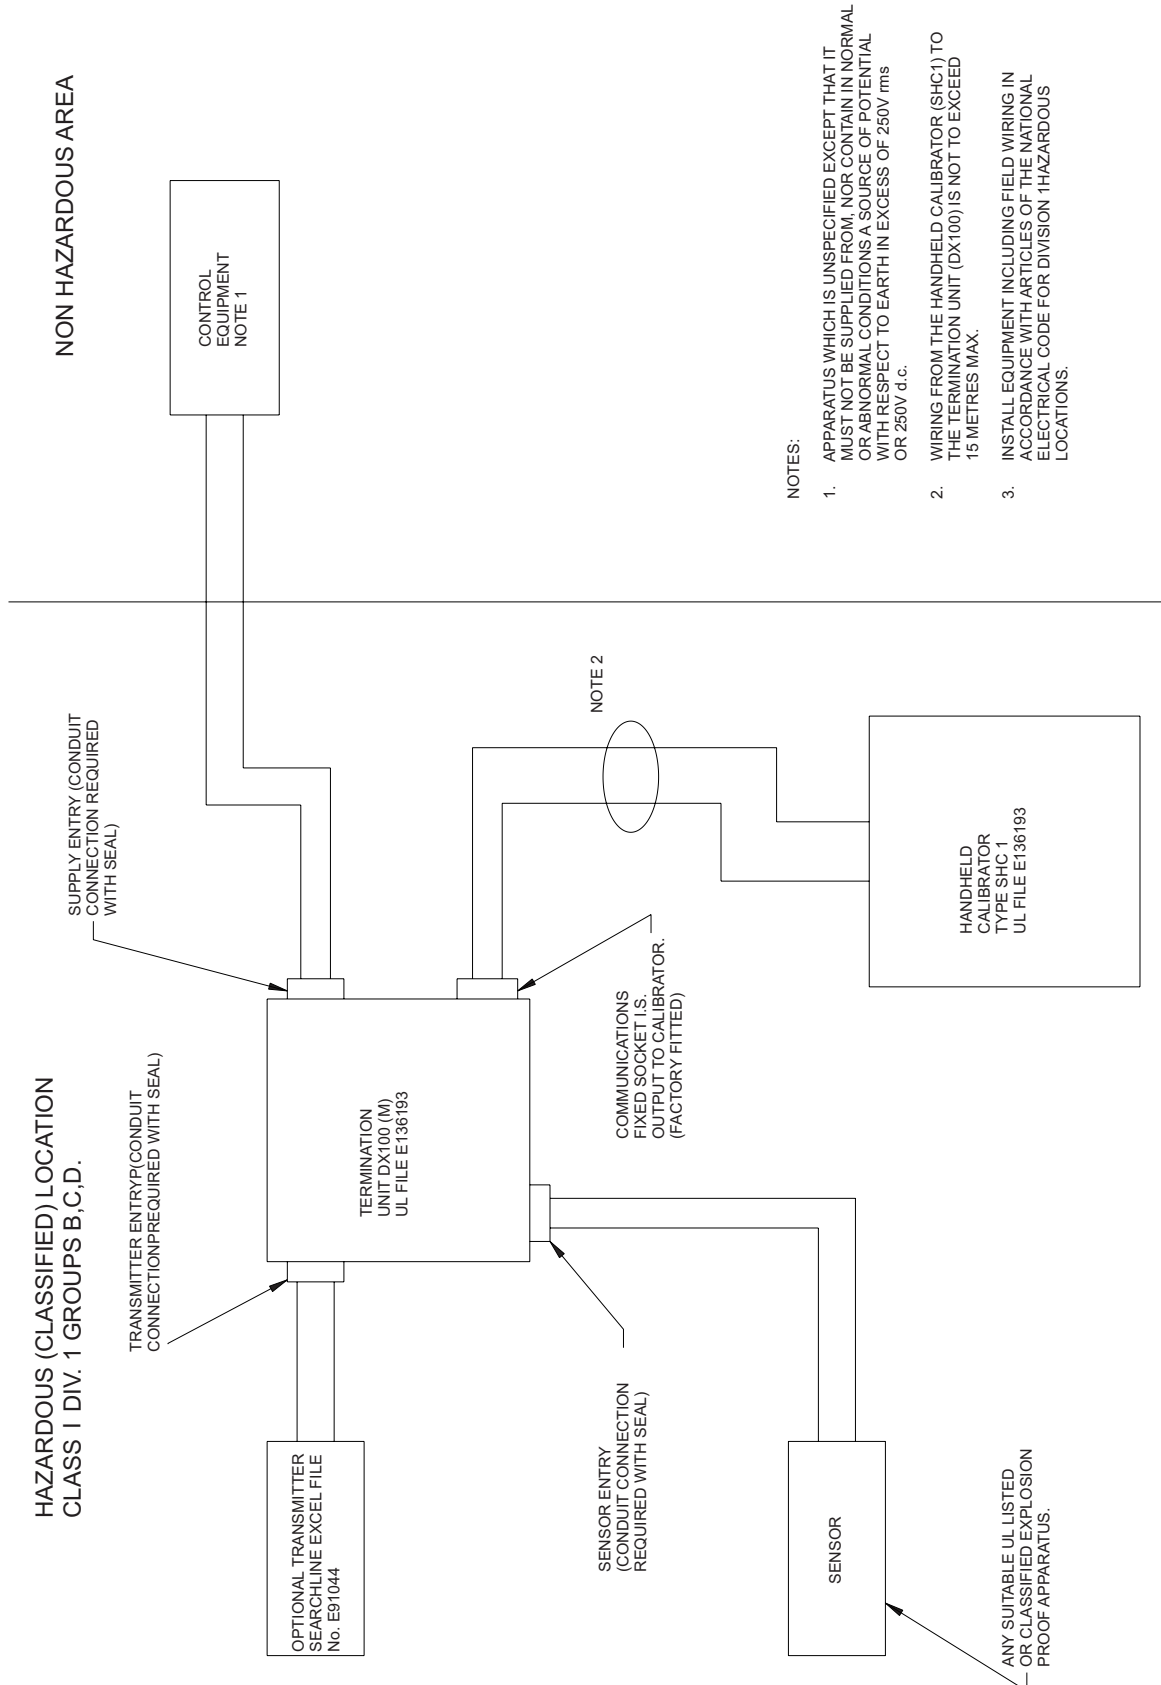 HAZARDOUS (CLASSIFIED) LOCATION
CLASS I DIV. 1 GROUPS B,C,D.
NON HAZARDOUS AREA
TRANSMITTER ENTRYP(CONDUIT
CONNECTIONPREQUIRED WITH SEAL)
SUPPLY ENTRY (CONDUIT
CONNECTION REQUIRED
WITH SEAL)
CONTROL
EQUIPMENT
NOTE 1
OPTIONAL TRANSMITTER
SEARCHLINE EXCEL FILE
No. E91044
TERMINATION
UNIT DX100 (M)
UL FILE E136193
SENSOR ENTRY
(CONDUIT CONNECTION
REQUIRED WITH SEAL)
COMMUNICATIONS
FIXED SOCKET I.S.
OUTPUT TO CALIBRATOR.
(FACTORY FITTED)
NOTE 2
SENSOR
HANDHELD
CALIBRATOR
TYPE SHC 1
UL FILE E136193
ANY SUITABLE UL LISTED
OR CLASSIFIED EXPLOSION
PROOF APPARATUS.
NOTES:
1. APPARATUS WHICH IS UNSPECIFIED EXCEPT THAT IT
MUST NOT BE SUPPLIED FROM, NOR CONTAIN IN NORMAL
OR ABNORMAL CONDITIONS A SOURCE OF POTENTIAL
WITH RESPECT TO EARTH IN EXCESS OF 250V rms
OR 250V d.c.
2. WIRING FROM THE HANDHELD CALIBRATOR (SHC1) TO
THE TERMINATION UNIT (DX100) IS NOT TO EXCEED
15 METRES MAX.
3. INSTALL EQUIPMENT INCLUDING FIELD WIRING IN
ACCORDANCE WITH ARTICLES OF THE NATIONAL
ELECTRICAL CODE FOR DIVISION 1HAZARDOUS
LOCATIONS.